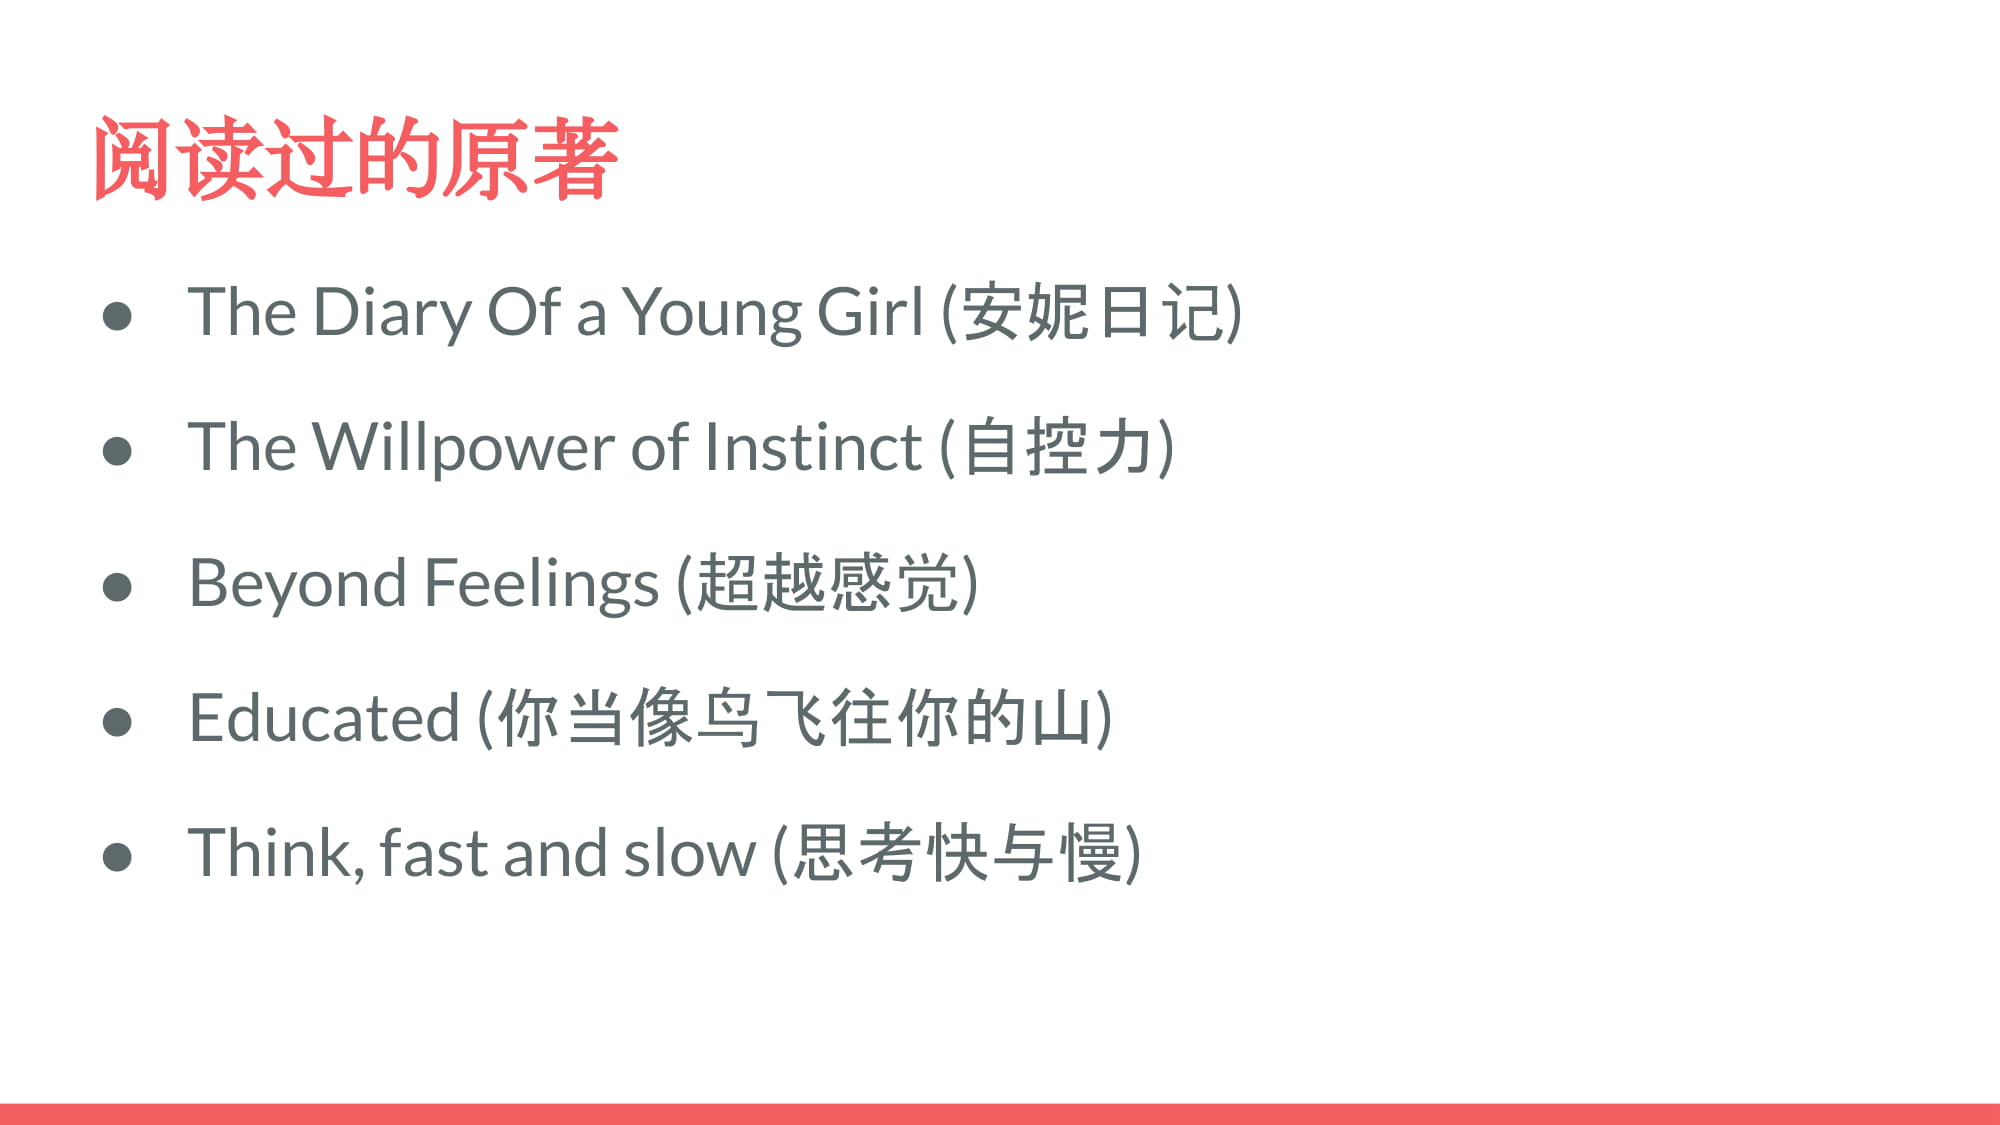 阅读过的原著
● The Diary Of a Young Girl (安妮日记)
● The Willpower of Instinct (自控力)
● Beyond Feelings (超越感觉)
● Educated (你当像鸟飞往你的山)
● Think, fast and slow (思考快与慢)